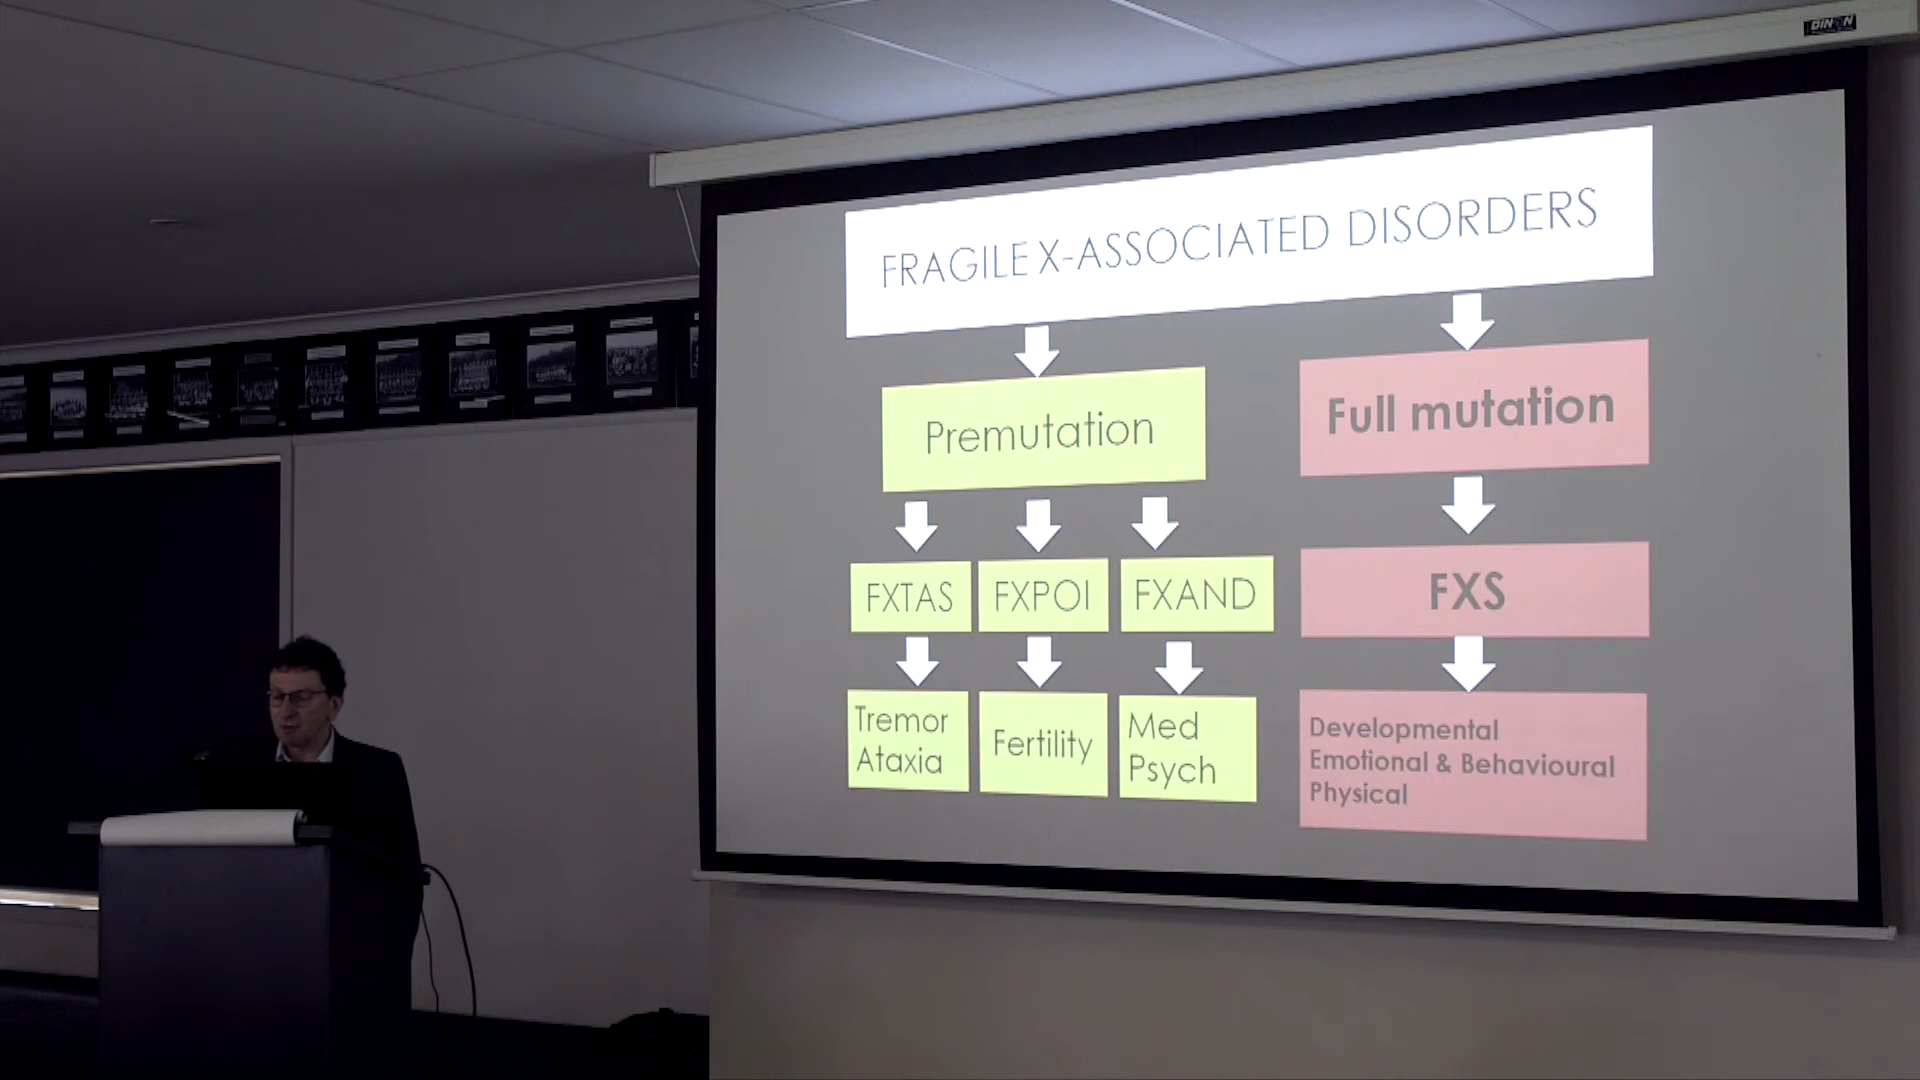 BINON
FRAGILE X-ASSOCIATED DISORDERS
Premutation
Full mutation
FXTAS
FXPOI
FXAND
FXS
Tremor
Ataxia
Fertility
Med
Psych
Developmental
Emotional & Behavioural
Physical